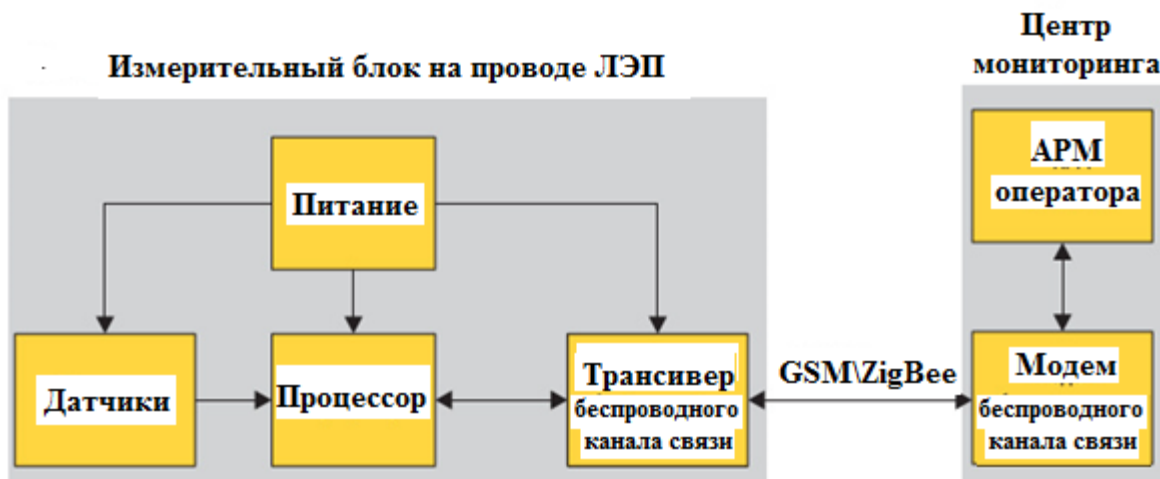 Центр
мониторинга
Измерительный блок на проводе ЛЭП
АРМ
оператора
Питание
Датчики
Процессор
Трансивер
беспроводного
канала связи
GSM\ZigBee
Модем
беспроводного
канала связи